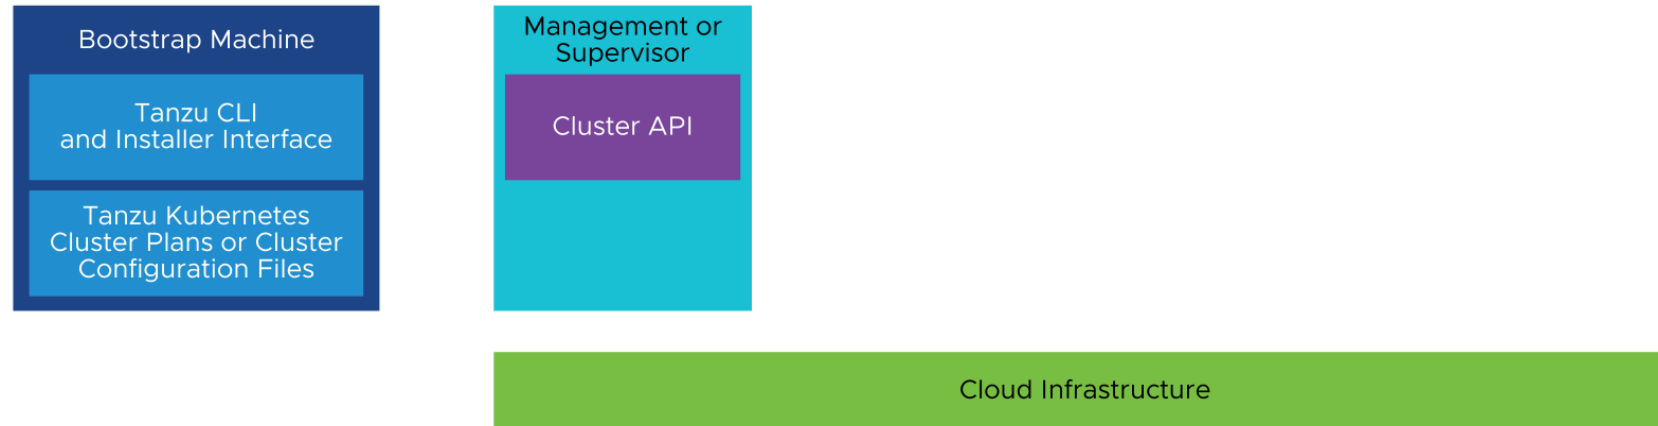 Bootstrap Machine
Tanzu CLI
and Installer Interface
Tanzu Kubernetes
Cluster Plans or Cluster
Configuration Files
Management or
Supervisor
Cluster API
Cloud Infrastructure